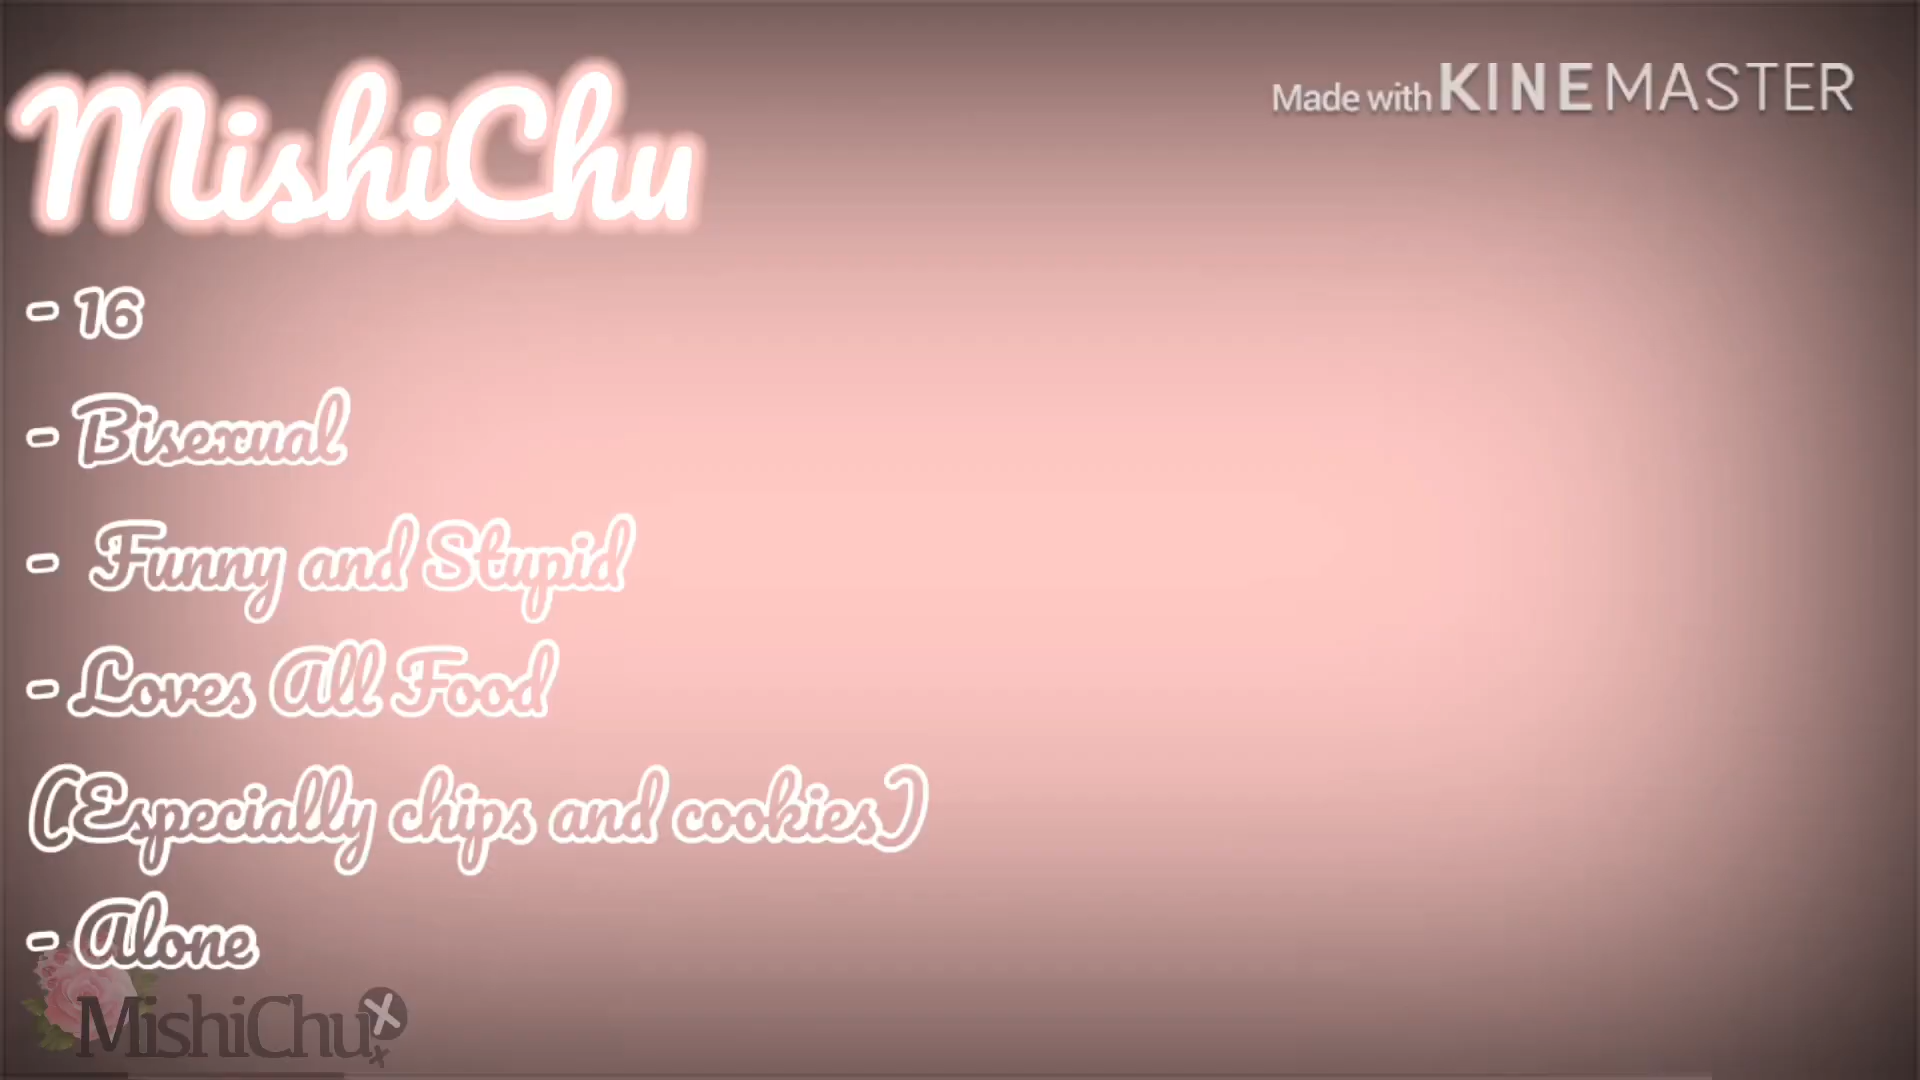 MishiChu
Made with KINEMASTER
- 16
- Bisexual
- Funny and Stupid
- Loves All Food
(Especially chips and cookies)
- Alone
MishiChu x
x